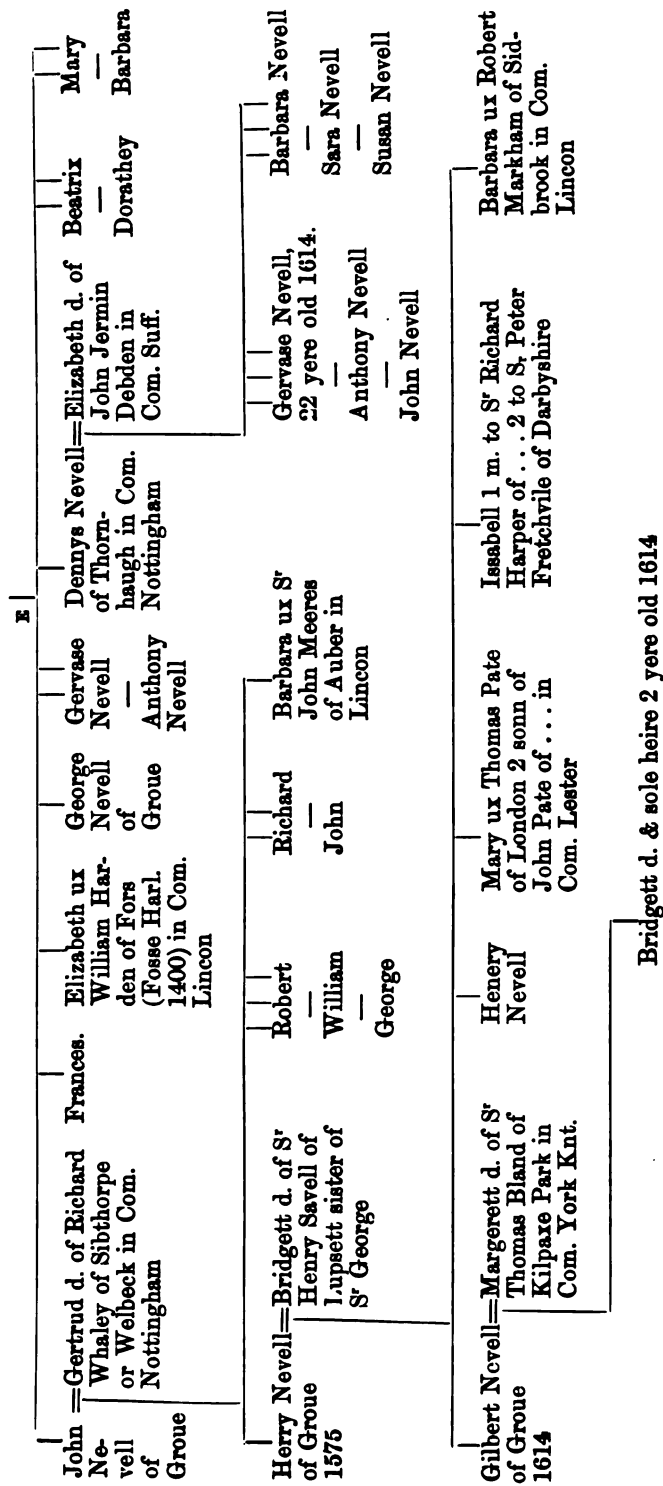 E
John =Gertrud d. of Richard
Ne- Whaley of Sibthorpe
vell or Welbeck in Com.
of Nottingham
Groue
Frances.
Elizabeth ux
William Har-
den of Fors
(Fosse Harl.
1400) in Com.
Lincon
George
Nevell
of
Groue
Gervase
Nevell
—
Anthony
Nevell
Dennys Nevell=Elizabeth d. of
of Thorn- John Jermin
haugh in Com. Debden in
Nottingham Com. Suff.
Beatrix
—
Dorathey
Mary
—
Barbara
Herry Nevell=Bridgett d. of Sr
of Groue Henry Savell of
1575 Lupsett sister of
Sr George
Robert
—
William
—
George
Richard
—
John
Barbara ux Sr
John Meeres
of Auber in
Lincon
Gervase Nevell,
22 yere old 1614.
—
Anthony Nevell
—
John Nevell
Barbara Nevell
—
Sara Nevell
—
Susan Nevell
Gilbert Nevell=Margerett d. of Sr
of Groue Thomas Bland of
1614 Kilpaxe Park in
Com. York Knt.
Henery
Nevell
Mary ux Thomas Pate
of London 2 sonn of
John Pate of .... in
Com. Lester
Issabell 1 m. to Sr Richard
Harper of ... 2 to S. Peter
Fretchvile of Darbyshire
Barbara ux Robert
Markham of Sid-
brook in Com.
Lincon
Bridgett d. & sole heire 2 yere old 1614